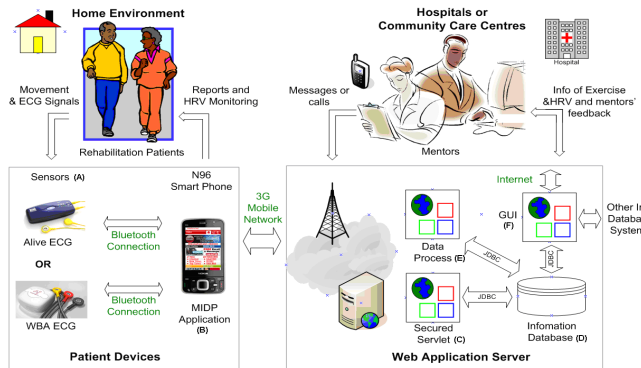 Home Environment
Hospitals or
Community Care Centres
Hospital
Movement
& ECG Signals
Reports and
HRV Monitoring
Messages or
calls
Info of Exercise
&HRV and mentors'
feedback
Rehabilitation Patients
Mentors
Sensors (A)
N96
Smart Phone
3G
Mobile
Network
Internet
Alive ECG
Bluetooth
Connection
GUI
(F)
Other In
Database
System
Data
Process (E)
JDBC
JDBC
OR
Bluetooth
Connection
JDBC
WBA ECG
MIDP
Application
(B)
Secured
Servlet (C)
Infomation
Database (D)
Patient Devices
Web Application Server